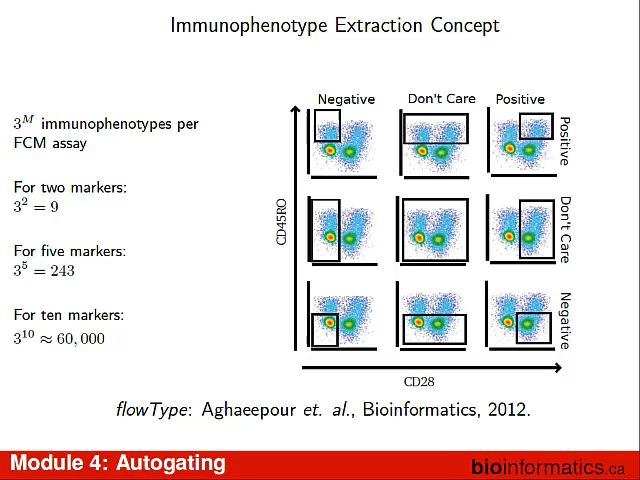 Immunophenotype Extraction Concept
3^M immunophenotypes per
FCM assay
For two markers:
3^2 = 9
For five markers:
3^5 = 243
For ten markers:
3^10 ≈ 60,000
Negative Don't Care Positive
Positive
Don't Care
Negative
CD45RO
CD28
flowType: Aghaeepour et. al., Bioinformatics, 2012.
Module 4: Autogating
bioinformatics.ca